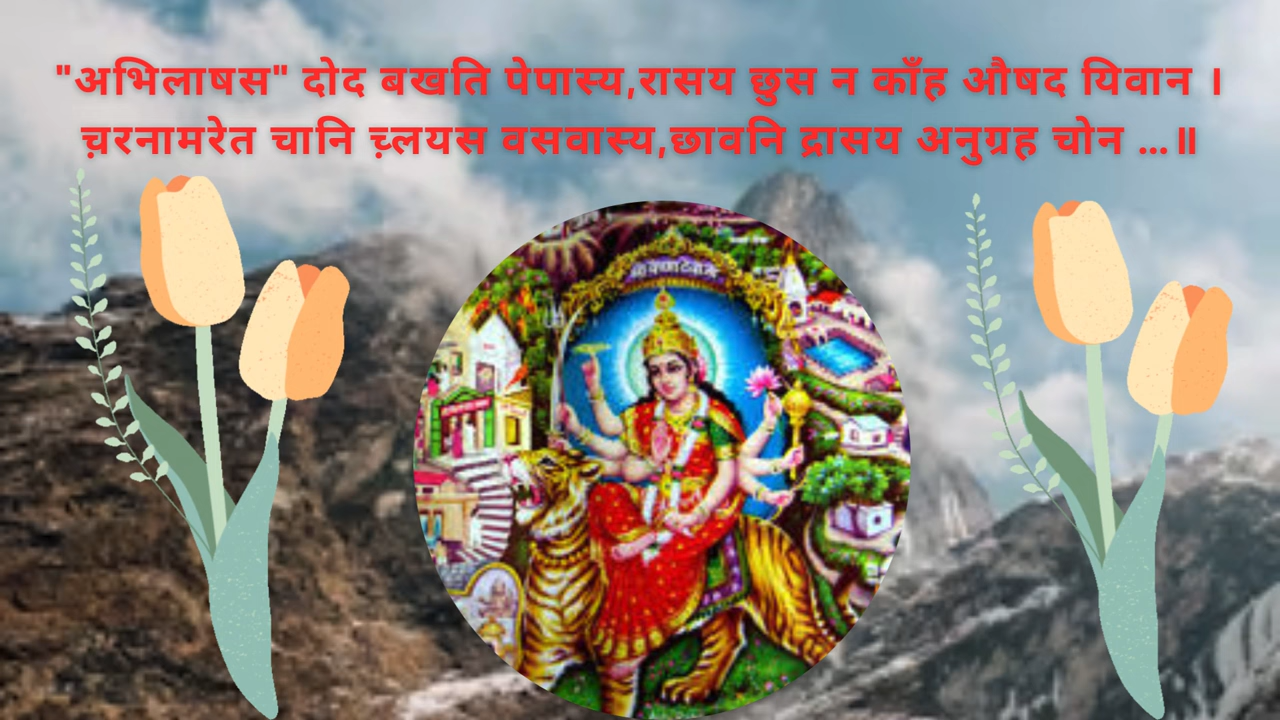 "अभिलाषस" दोद बखति पेपास्य,रासय छुस न काँह औषद यिवान ।
च़रनामरेत चानि च़्लयस वसवास्य,छावनि द्रासय अनुग्रह चोन ...॥